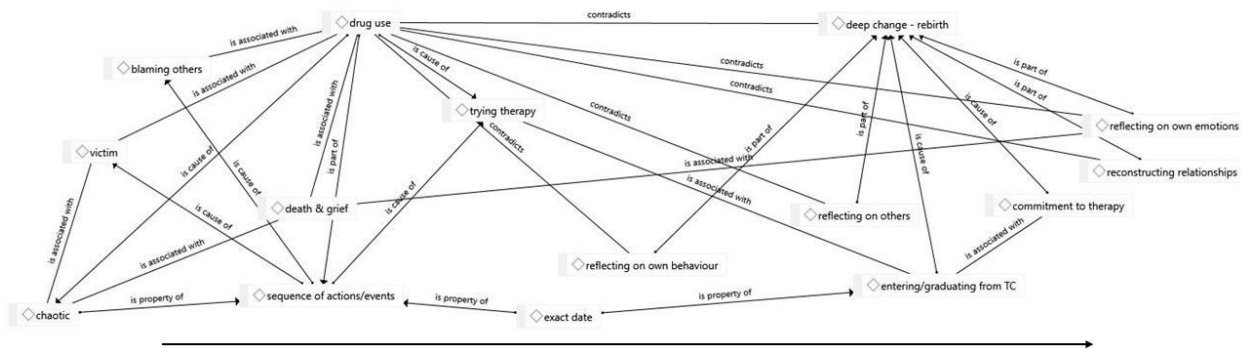 drug use
contradicts
deep change - rebirth
is associated with
blaming others
is associated with
is cause of
contradicts
is part of
contradicts
is part of
trying therapy
contradicts
is associated with
is part of
is cause of
contradicts
is part of
is part of
is cause of
reflecting on own emotions
victim
is cause of
is cause of
is associated with
is cause of
reconstructing relationships
is associated with
is cause of
is cause of
death & grief
is associated with
reflecting on others
commitment to therapy
is associated with
is associated with
reflecting on own behaviour
is property of
sequence of actions/events
is property of
is property of
entering/graduating from TC
chaotic
exact date